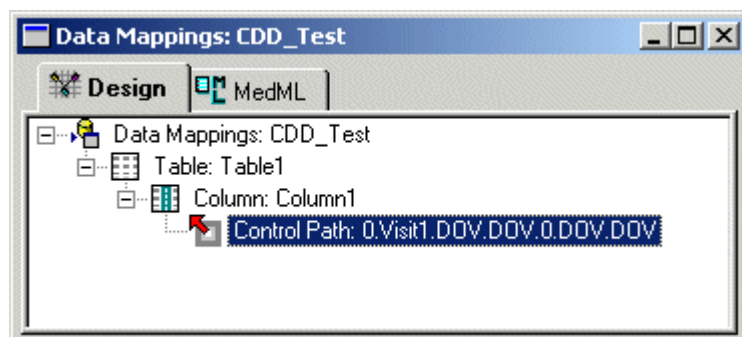 Data Mappings: CDD_Test
Design MedML
Data Mappings: CDD_Test
Table: Table1
Column: Column1
Control Path: 0.Visit1.DOV.DOV.0.DOV.DOV